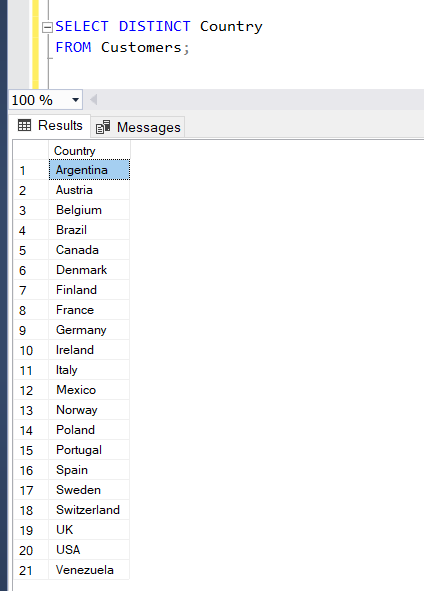 SELECT DISTINCT Country
FROM Customers;
100 %
Results Messages
Country
1 Argentina
2 Austria
3 Belgium
4 Brazil
5 Canada
6 Denmark
7 Finland
8 France
9 Germany
10 Ireland
11 Italy
12 Mexico
13 Norway
14 Poland
15 Portugal
16 Spain
17 Sweden
18 Switzerland
19 UK
20 USA
21 Venezuela